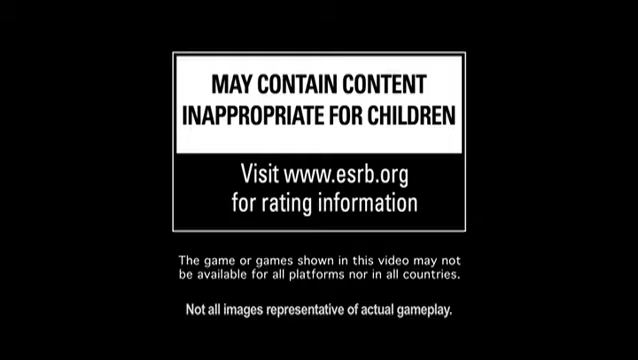 MAY CONTAIN CONTENT
INAPPROPRIATE FOR CHILDREN
Visit www.esrb.org
for rating information
The game or games shown in this video may not
be available for all platforms nor in all countries.
Not all images representative of actual gameplay.